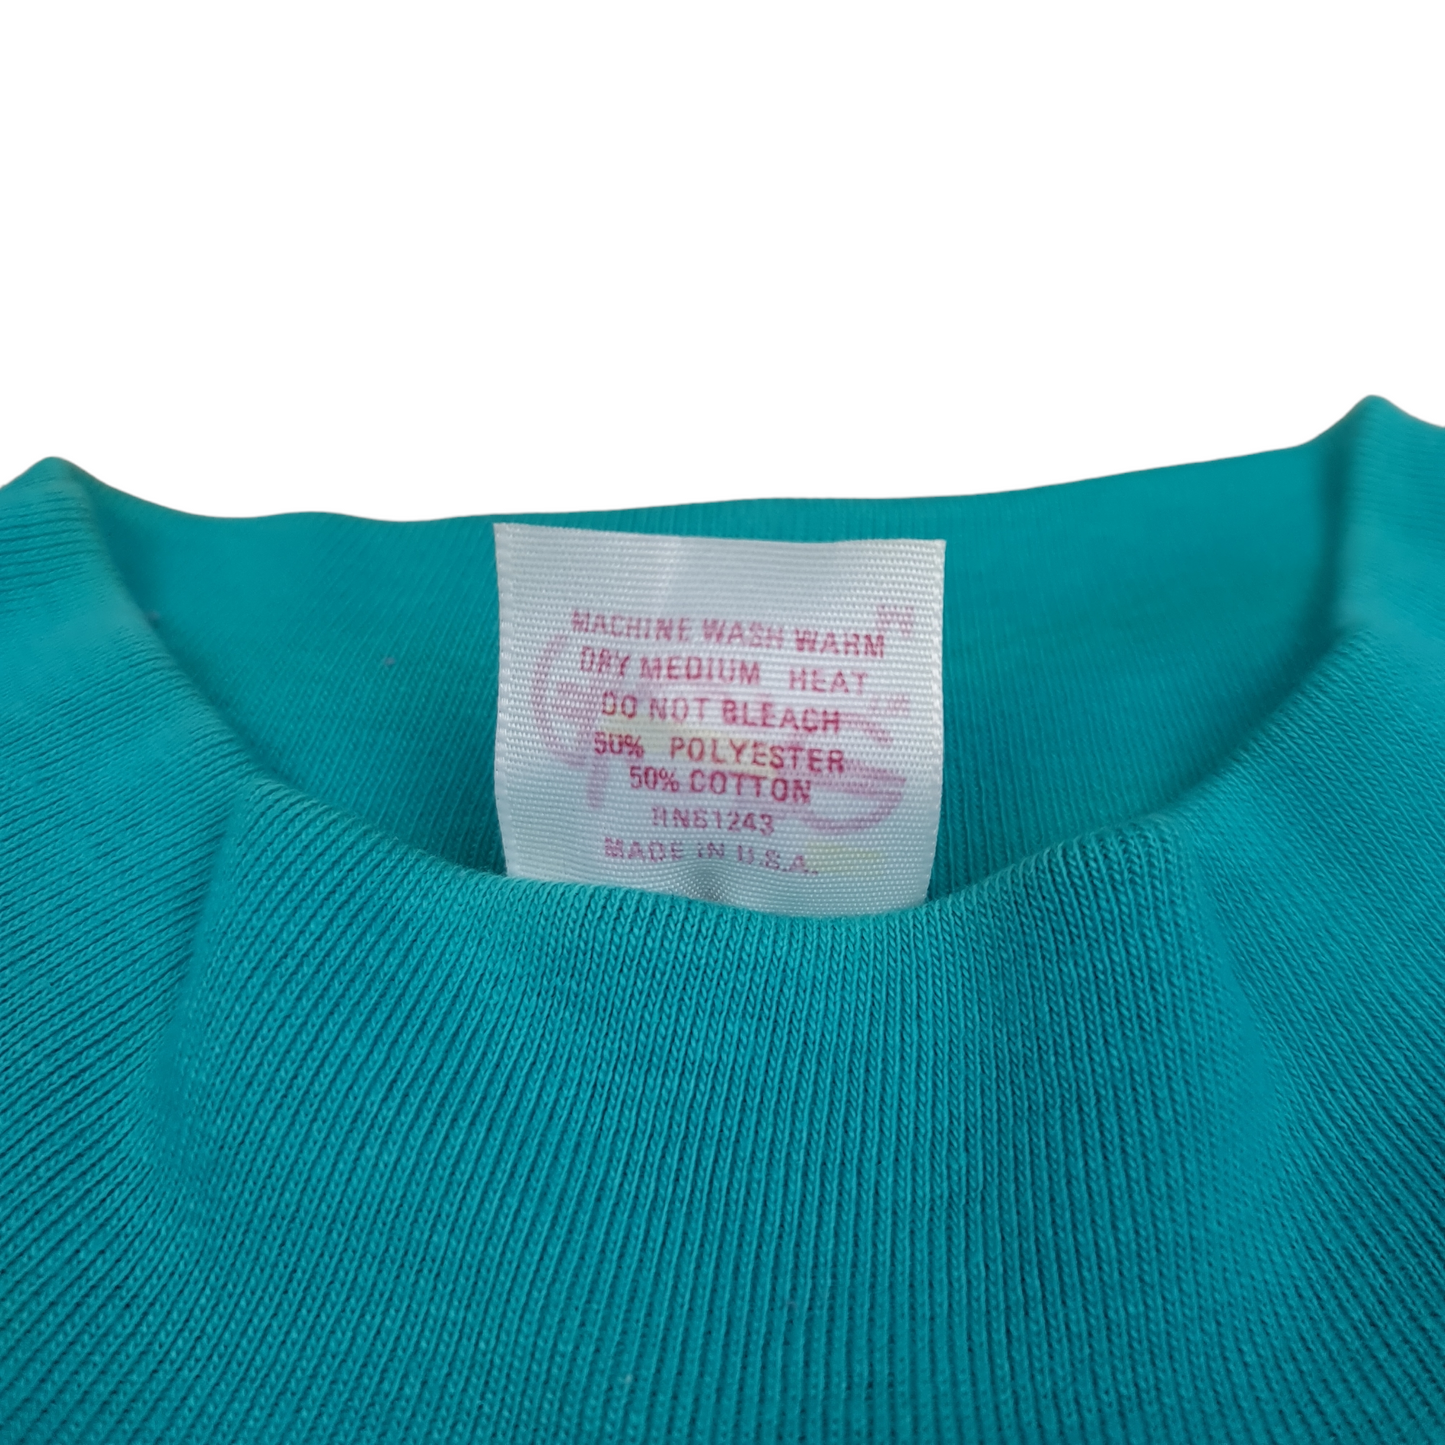 MACHINE WASH WARM
DRY MEDIUM HEAT
DO NOT BLEACH
50% POLYESTER
50% COTTON
RN61243
MADE IN U.S.A.